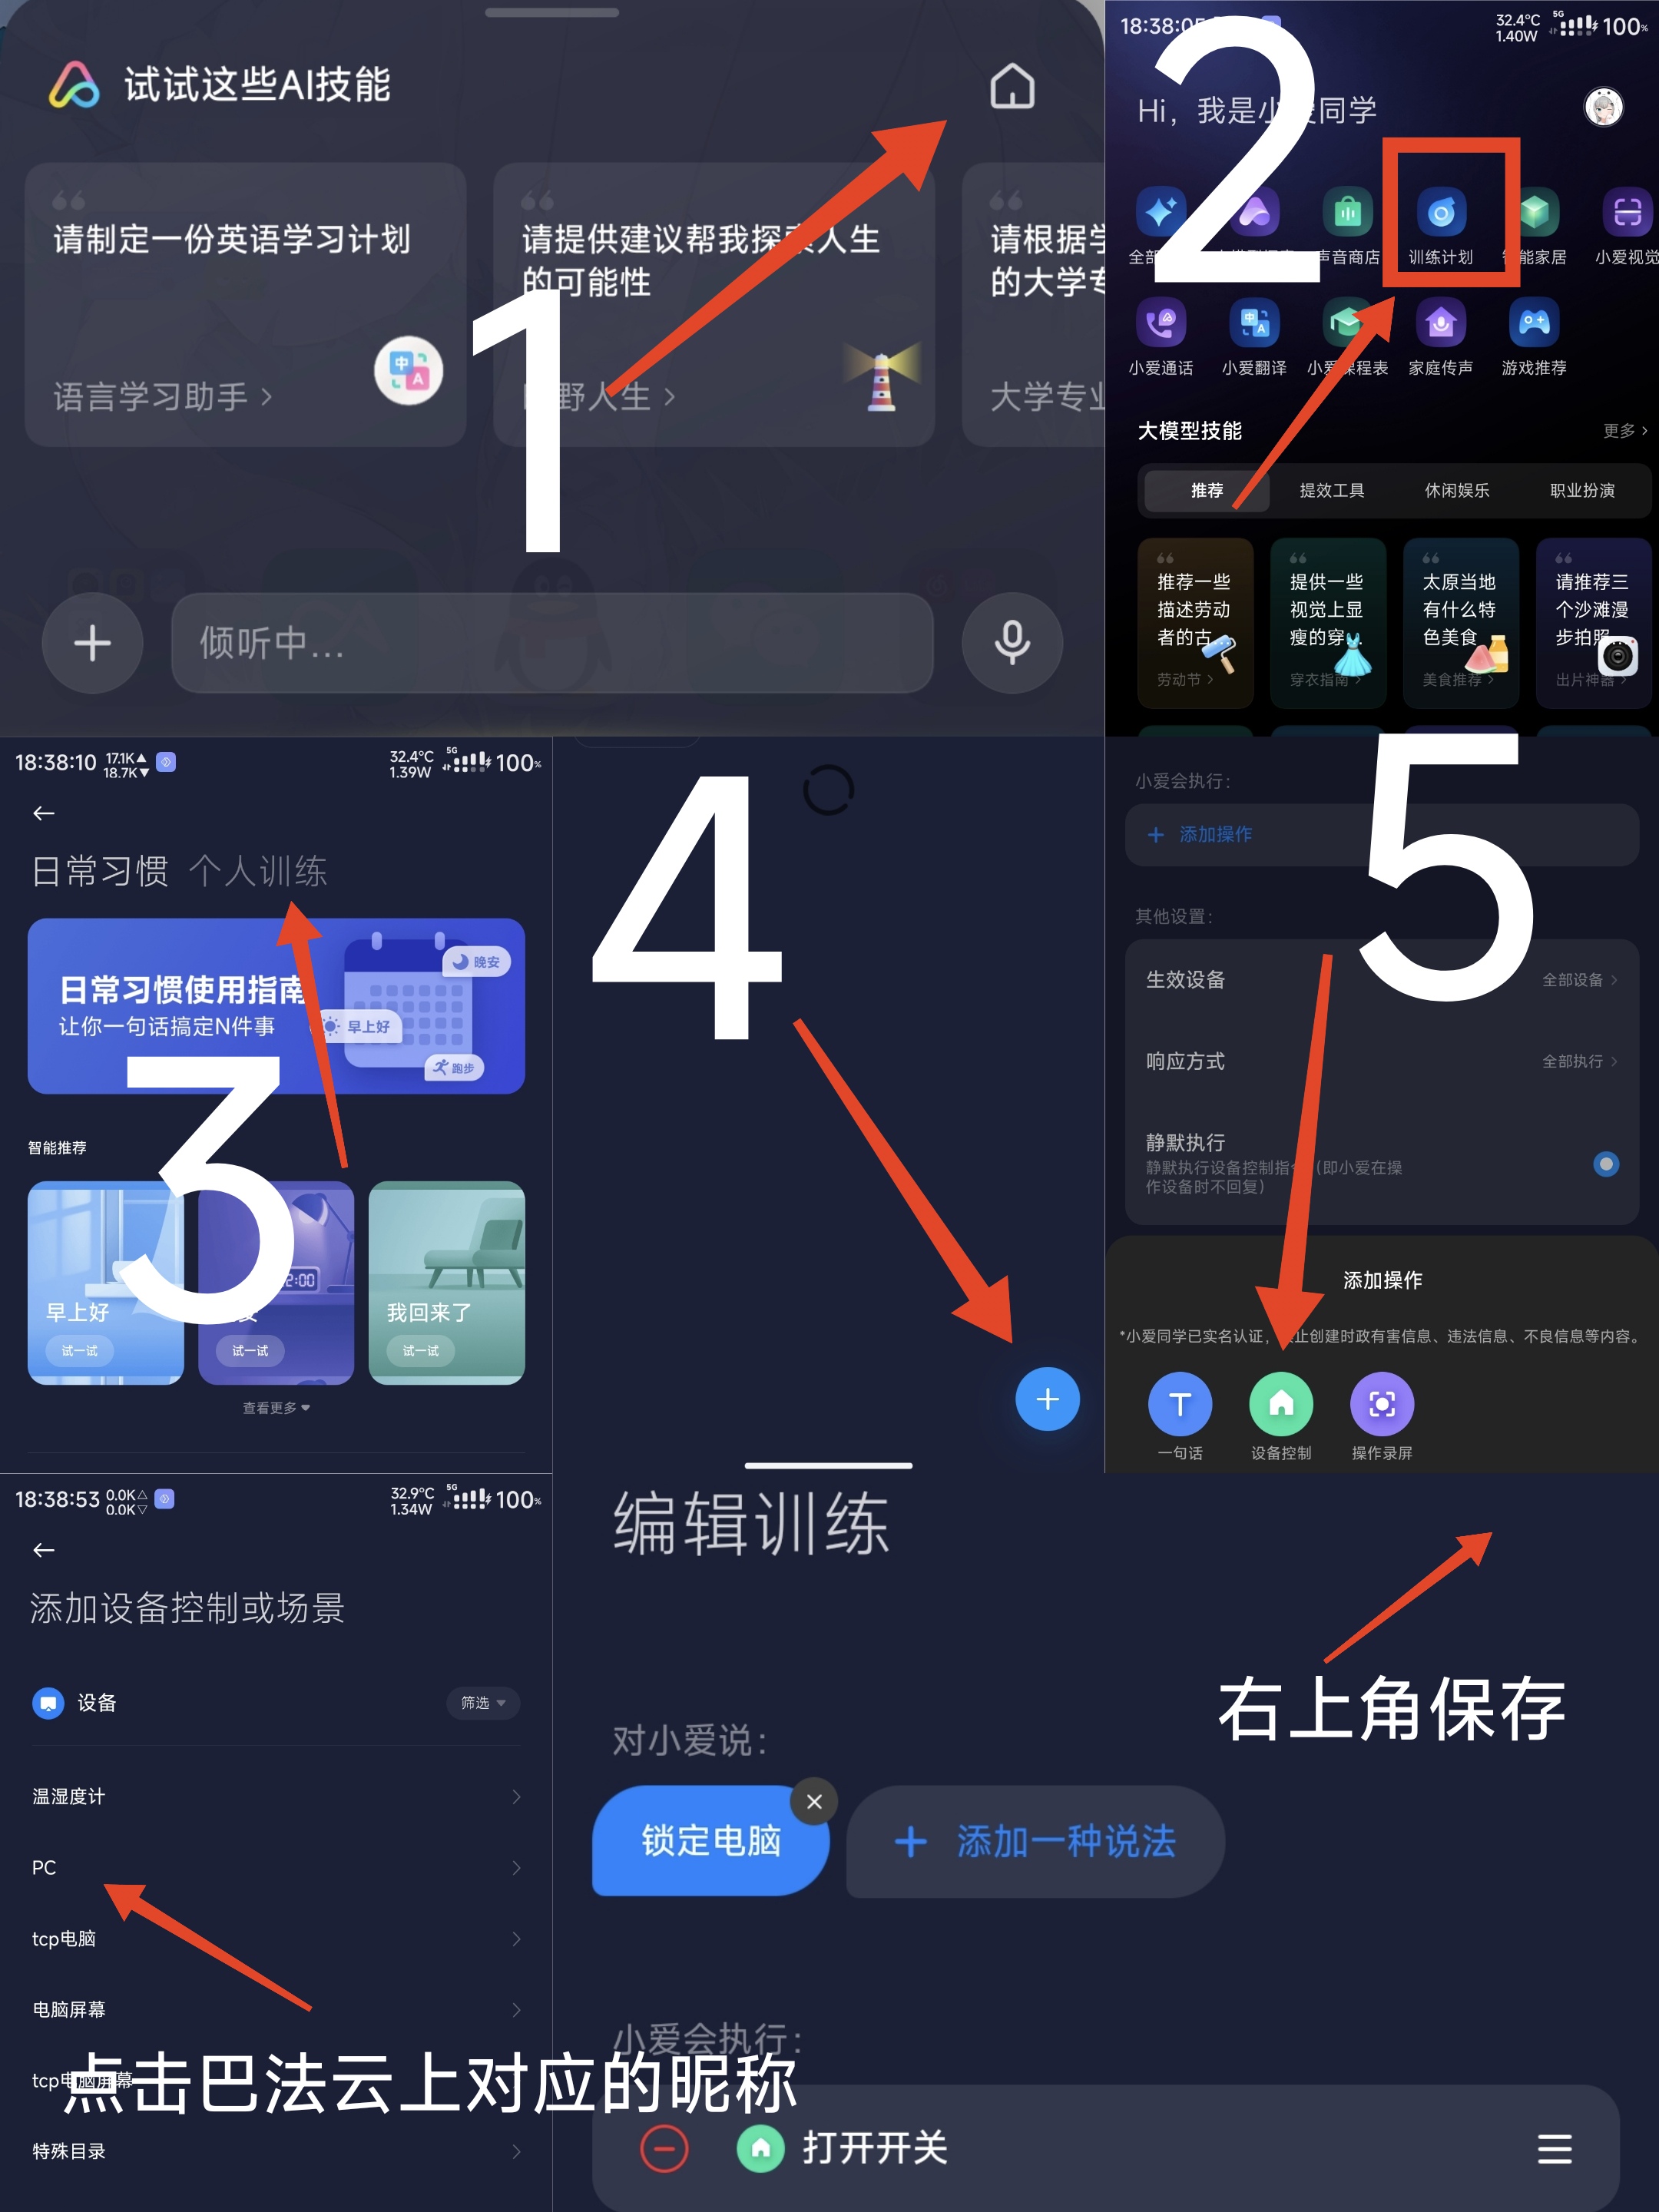 试试这些AI技能
请制定一份英语学习计划
语言学习助手
请提供建议帮我探索人生
的可能性
野人生
请根据学
的大学专
大学专业
1
倾听中...
18:38:05
32.4°C
1.40W
5G
100%
2
Hi，我是小爱同学
全部
声音商店
训练计划
智能家居
小爱视觉
小爱通话
小爱翻译
小爱课程表
家庭传声
游戏推荐
大模型技能
更多
推荐
提效工具
休闲娱乐
职业扮演
推荐一些
描述劳动
者的古...
劳动节
提供一些
视觉上显
瘦的穿...
穿衣指南
太原当地
有什么特
色美食
美食推荐
请推荐三
个沙滩漫
步拍照...
出片神器
18:38:10
17.1K
18.7K
32.4°C
1.39W
5G
100%
日常习惯 个人训练
日常习惯使用指南
让你一句话搞定N件事
晚安
早上好
跑步
3
智能推荐
早上好
试一试
2:00
试一试
我回来了
试一试
查看更多
4
5
小爱会执行：
添加操作
其他设置：
生效设备
全部设备
响应方式
全部执行
静默执行
静默执行设备控制指令（即小爱在操
作设备时不回复）
添加操作
*小爱同学已实名认证，禁止创建时政有害信息、违法信息、不良信息等内容。
一句话
设备控制
操作录屏
18:38:53
0.0K
0.0K
32.9°C
1.34W
5G
100%
添加设备控制或场景
设备
筛选
温湿度计
PC
tcp电脑
电脑屏幕
tcp电脑屏幕
点击巴法云上对应的昵称
特殊目录
编辑训练
右上角保存
对小爱说：
锁定电脑
添加一种说法
小爱会执行：
打开开关